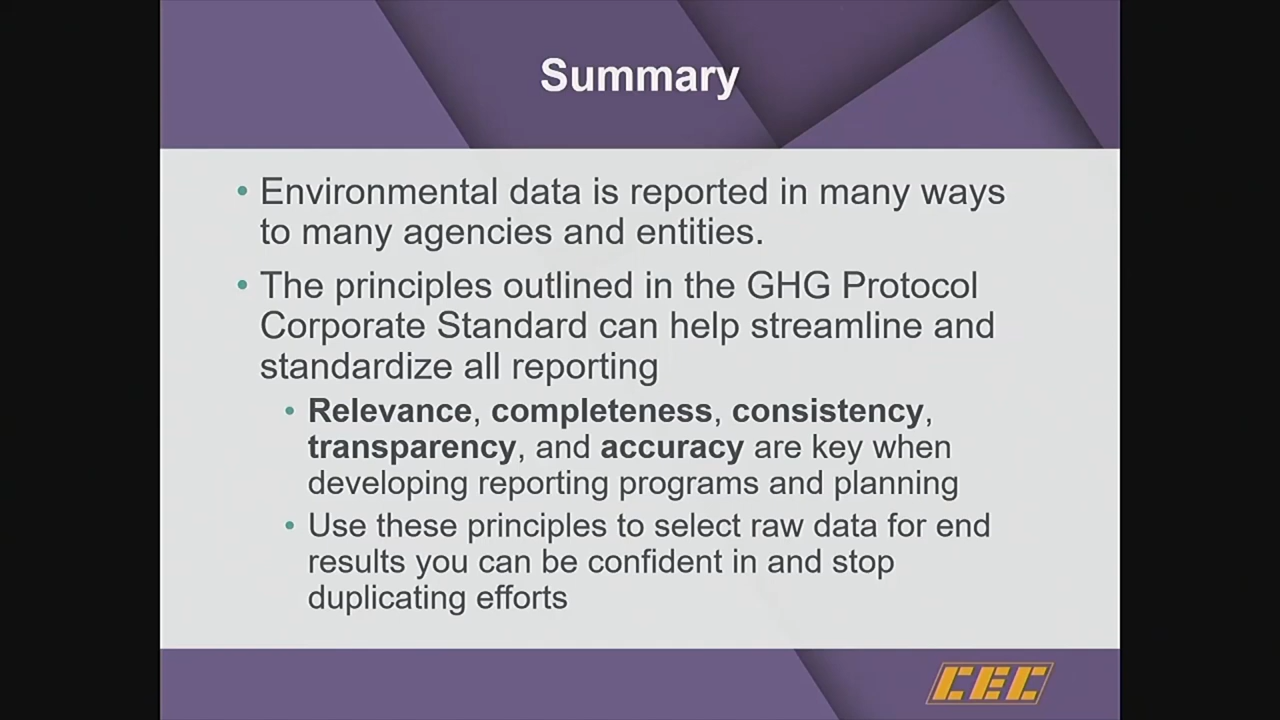 Summary
• Environmental data is reported in many ways
to many agencies and entities.
• The principles outlined in the GHG Protocol
Corporate Standard can help streamline and
standardize all reporting
• Relevance, completeness, consistency,
transparency, and accuracy are key when
developing reporting programs and planning
• Use these principles to select raw data for end
results you can be confident in and stop
duplicating efforts
CEC